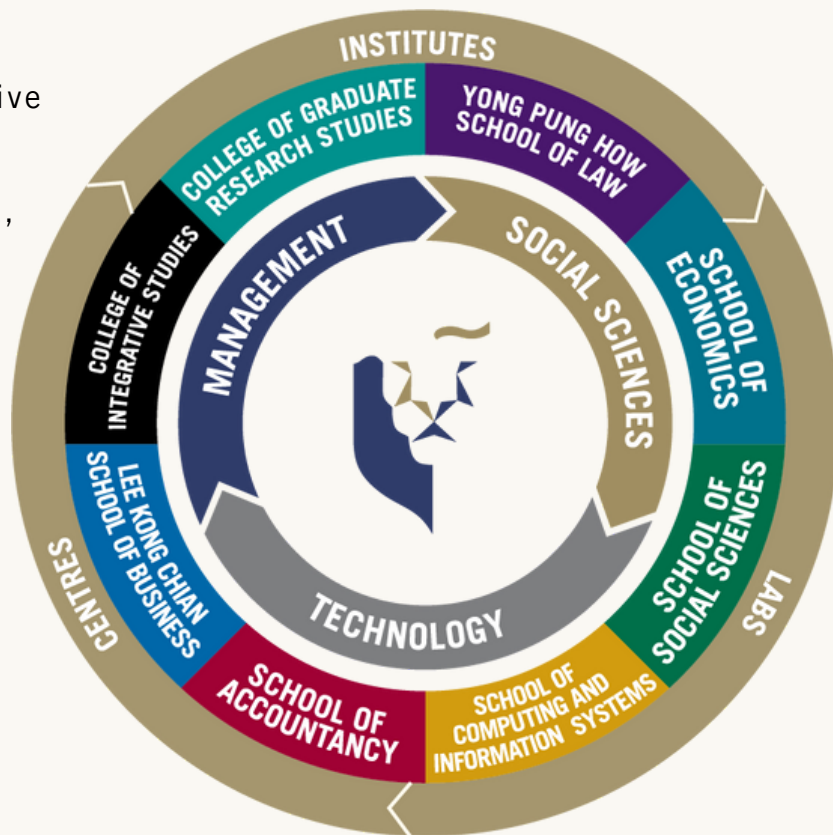 ive
,
INSTITUTES
COLLEGE OF GRADUATE
RESEARCH STUDIES
YONG PUNG HOW
SCHOOL OF LAW
SCHOOL OF
ECONOMICS
SCHOOL OF
SOCIAL SCIENCES
SCHOOL OF
COMPUTING AND
INFORMATION SYSTEMS
SCHOOL OF
ACCOUNTANCY
LEE KONG CHIAN
SCHOOL OF BUSINESS
COLLEGE OF
INTEGRATIVE STUDIES
MANAGEMENT
SOCIAL SCIENCES
TECHNOLOGY
LABS
CENTRES